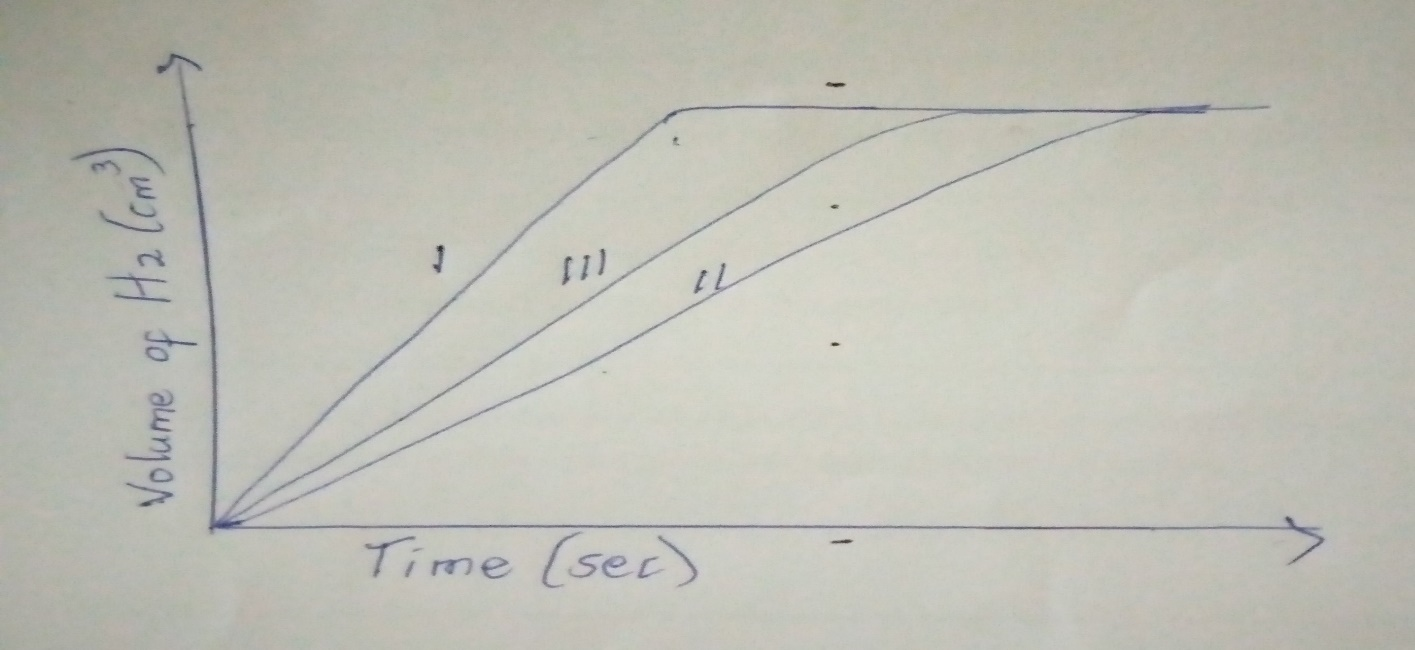 Volume of H2 (cm³)
I
III
II
Time (sec)